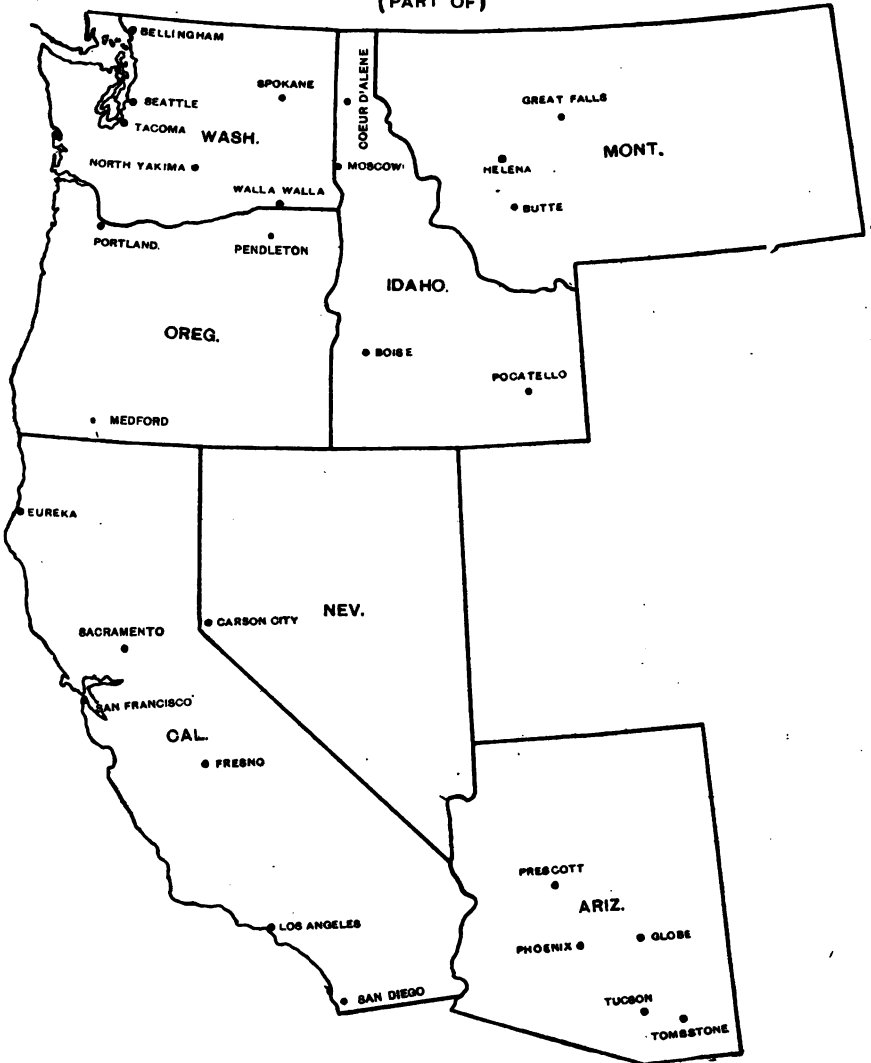 (PART OF)
BELLINGHAM
SPOKANE
COEUR D'ALENE
SEATTLE
GREAT FALLS
TACOMA
WASH.
MONT.
NORTH YAKIMA
MOSCOW
HELENA
WALLA WALLA
BUTTE
PORTLAND.
PENDLETON
IDAHO.
OREG.
BOISE
POCATELLO
MEDFORD
EUREKA
NEV.
CARSON CITY
SACRAMENTO
SAN FRANCISCO
CAL.
FRESNO
PRESCOTT
ARIZ.
LOS ANGELES
GLOBE
PHOENIX
SAN DIEGO
TUCSON
TOMBSTONE